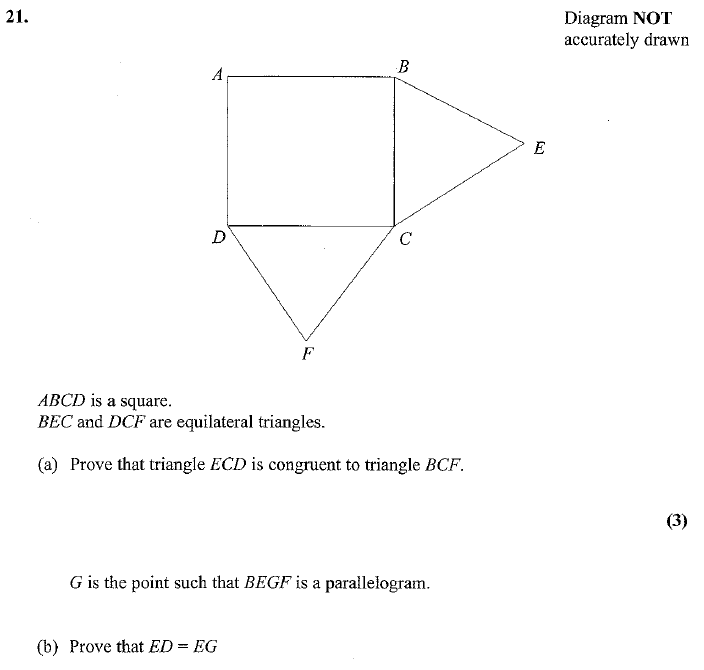 21.
Diagram NOT
accurately drawn
A
B
E
D
C
F
ABCD is a square.
BEC and DCF are equilateral triangles.
(a) Prove that triangle ECD is congruent to triangle BCF.
(3)
G is the point such that BEGF is a parallelogram.
(b) Prove that ED = EG